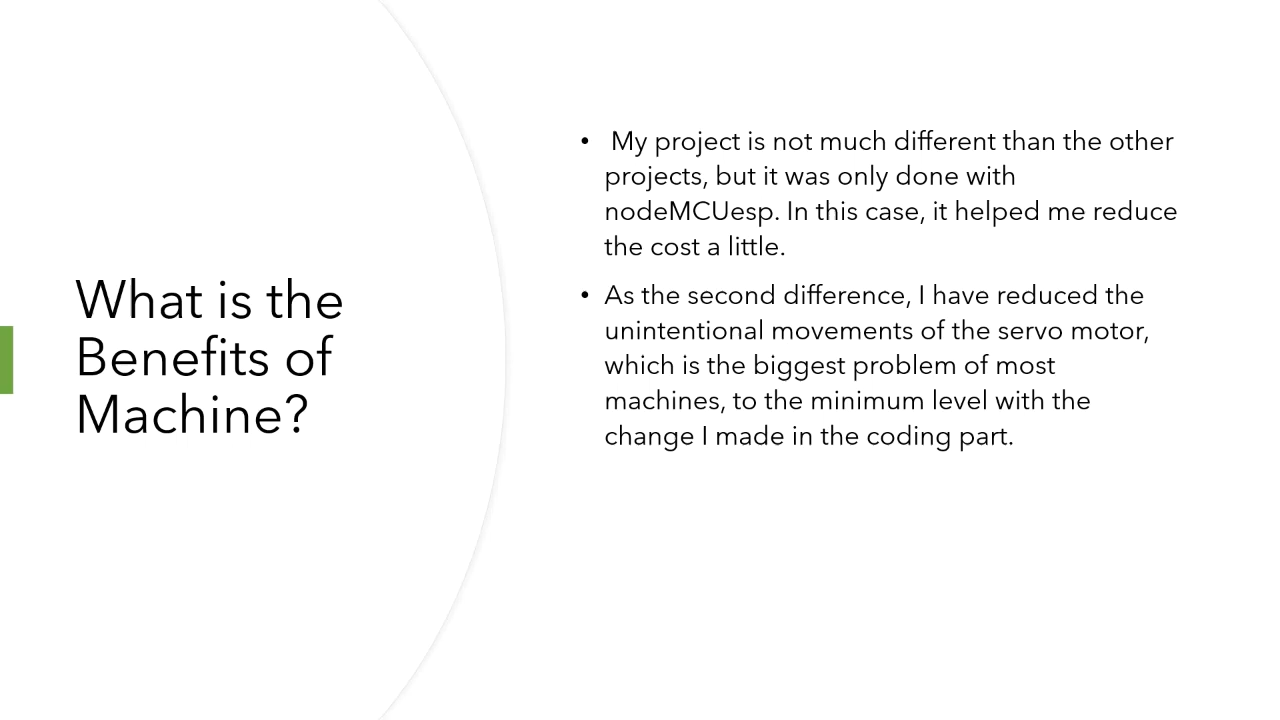 What is the
Benefits of
Machine?
• My project is not much different than the other
projects, but it was only done with
nodeMCUesp. In this case, it helped me reduce
the cost a little.
• As the second difference, I have reduced the
unintentional movements of the servo motor,
which is the biggest problem of most
machines, to the minimum level with the
change I made in the coding part.